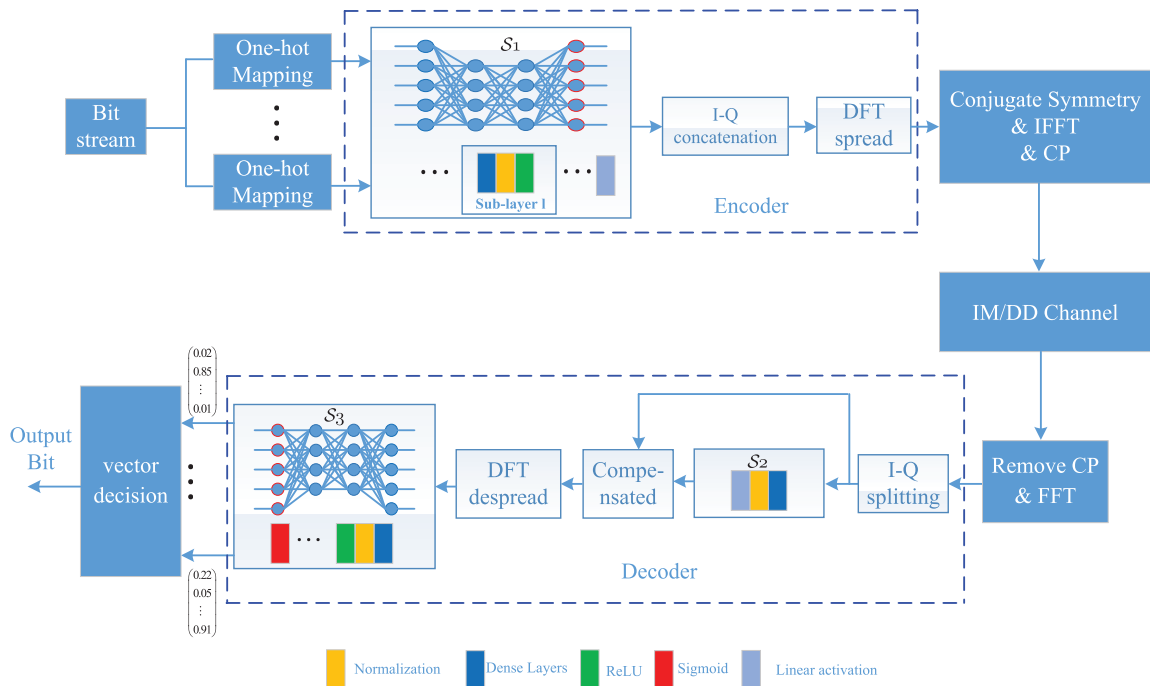 Bit
stream
One-hot
Mapping
One-hot
Mapping
S1
Sub-layer l
I-Q
concatenation
DFT
spread
Encoder
Conjugate Symmetry
& IFFT
& CP
IM/DD Channel
Remove CP
& FFT
I-Q
splitting
S2
Compe-
nsated
DFT
despread
S3
Decoder
0.02
0.85
⋮
0.01
0.22
0.05
⋮
0.91
vector
decision
Output
Bit
Normalization
Dense Layers
ReLU
Sigmoid
Linear activation